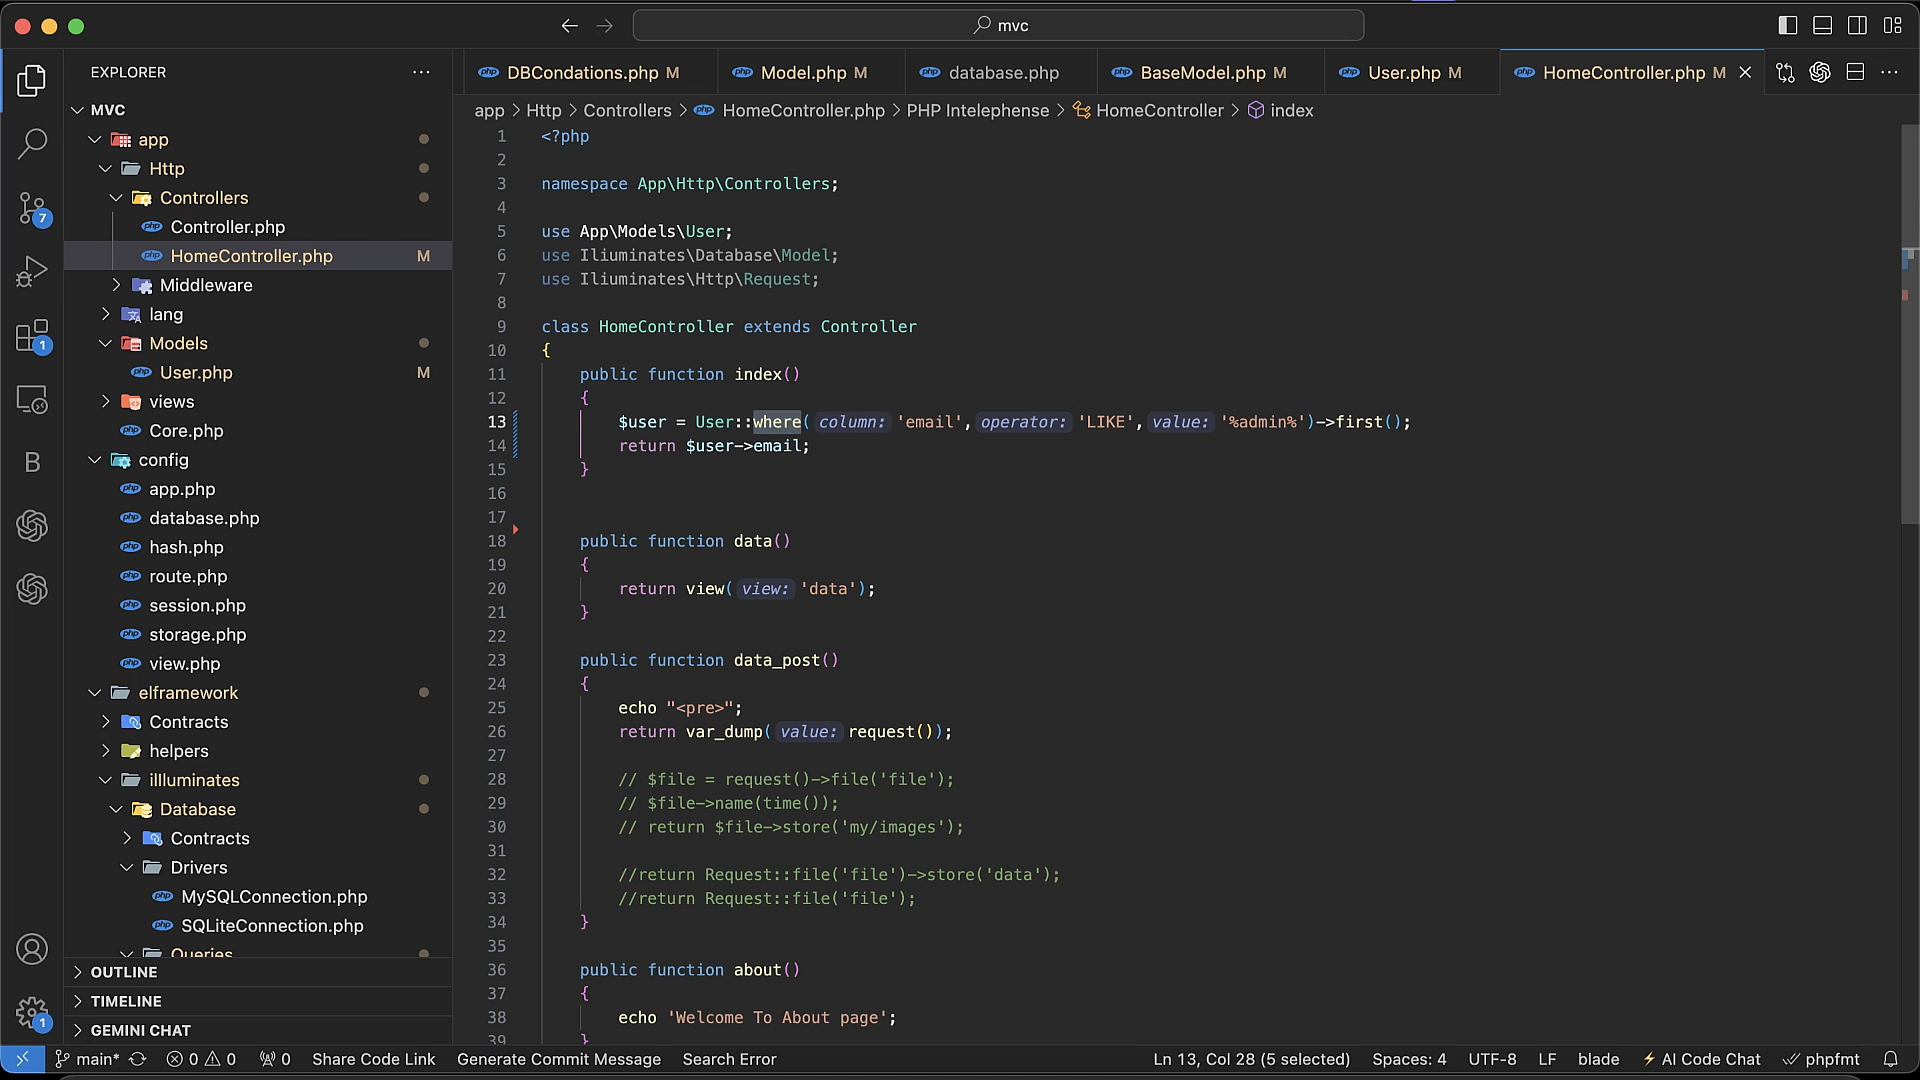 mvc
EXPLORER
MVC
app
Http
Controllers
Controller.php
HomeController.php M
Middleware
lang
Models
User.php M
views
Core.php
config
app.php
database.php
hash.php
route.php
session.php
storage.php
view.php
elframework
Contracts
helpers
illluminates
Database
Contracts
Drivers
MySQLConnection.php
SQLiteConnection.php
Queries
OUTLINE
TIMELINE
GEMINI CHAT
7
1
B
1
DBCondations.php M
Model.php M
database.php
BaseModel.php M
User.php M
HomeController.php M
app > Http > Controllers > HomeController.php > PHP Intelephense > HomeController > index
1 <?php
2
3 namespace App\Http\Controllers;
4
5 use App\Models\User;
6 use Iliuminates\Database\Model;
7 use Iliuminates\Http\Request;
8
9 class HomeController extends Controller
10 {
11 public function index()
12 {
13 $user = User::where( column: 'email', operator: 'LIKE', value: '%admin%')->first();
14 return $user->email;
15 }
16
17
18 public function data()
19 {
20 return view( view: 'data');
21 }
22
23 public function data_post()
24 {
25 echo "<pre>";
26 return var_dump( value: request());
27
28 // $file = request()->file('file');
29 // $file->name(time());
30 // return $file->store('my/images');
31
32 //return Request::file('file')->store('data');
33 //return Request::file('file');
34 }
35
36 public function about()
37 {
38 echo 'Welcome To About page';
39 }
main* 0 0 0 Share Code Link Generate Commit Message Search Error Ln 13, Col 28 (5 selected) Spaces: 4 UTF-8 LF blade AI Code Chat phpfmt